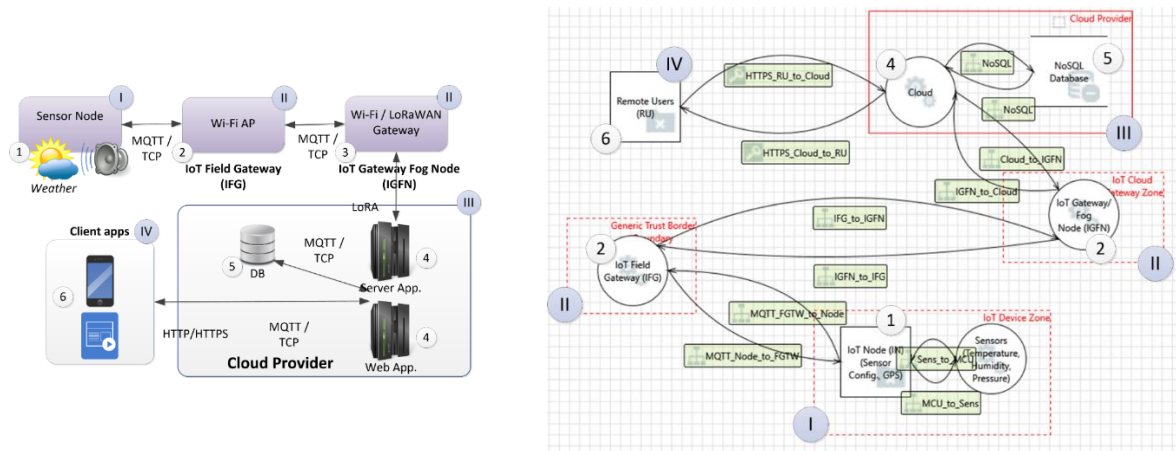 I
II
II
Sensor Node
Wi-Fi AP
Wi-Fi / LoRaWAN
Gateway
MQTT /
TCP
MQTT /
TCP
1
2
3
Weather
IoT Field Gateway
(IFG)
IoT Gateway Fog Node
(IGFN)
LoRA
III
Client apps
IV
MQTT /
TCP
4
5
DB
Server App.
6
HTTP/HTTPS
MQTT /
TCP
4
Cloud Provider
Web App.
Cloud Provider
IV
HTTPS_RU_to_Cloud
4
NoSQL
5
NoSQL
Database
Remote Users
(RU)
Cloud
NoSQL
6
III
HTTPS_Cloud_to_RU
Cloud_to_IGFN
IGFN_to_Cloud
IoT Cloud
Gateway Zone
IFG_to_IGFN
IoT Gateway/
Fog
Node (IGFN)
2
Generic Trust Border
Boundary
2
IoT Field
Gateway (IFG)
IGFN_to_IFG
II
II
MQTT_FGTW_to_Node
1
IoT Device Zone
MQTT_Node_to_FGTW
IoT Node (IN)
(Sensor
Config., GPS)
Sens_to_MCU
Sensors
(Temperature,
Humidity,
Pressure)
MCU_to_Sens
I